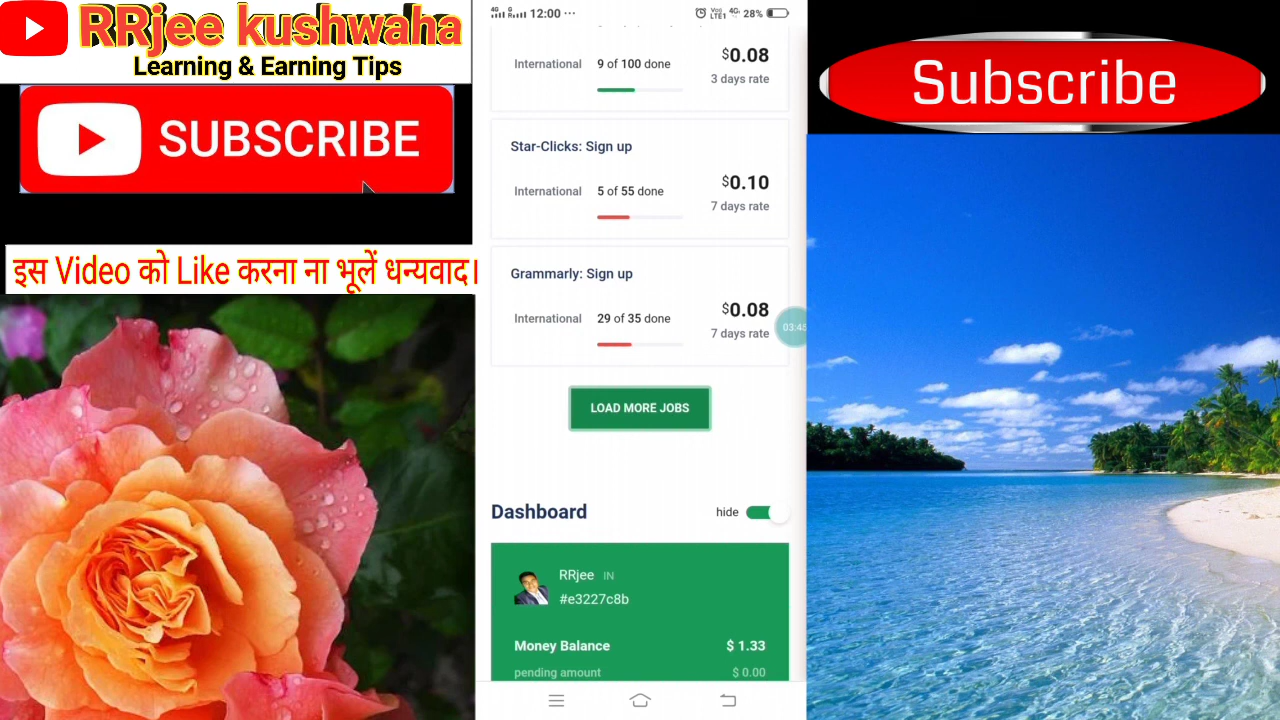 RRjee kushwaha
Learning & Earning Tips
SUBSCRIBE
इस Video को Like करना ना भूलें धन्यवाद।
4G
12:00 ···
4G
LTE1
28%
International
9 of 100 done
$0.08
3 days rate
Star-Clicks: Sign up
International
5 of 55 done
$0.10
7 days rate
Grammarly: Sign up
International
29 of 35 done
$0.08
7 days rate
LOAD MORE JOBS
Dashboard
hide
RRjee IN
#e3227c8b
Money Balance
$ 1.33
pending amount
$ 0.00
Subscribe